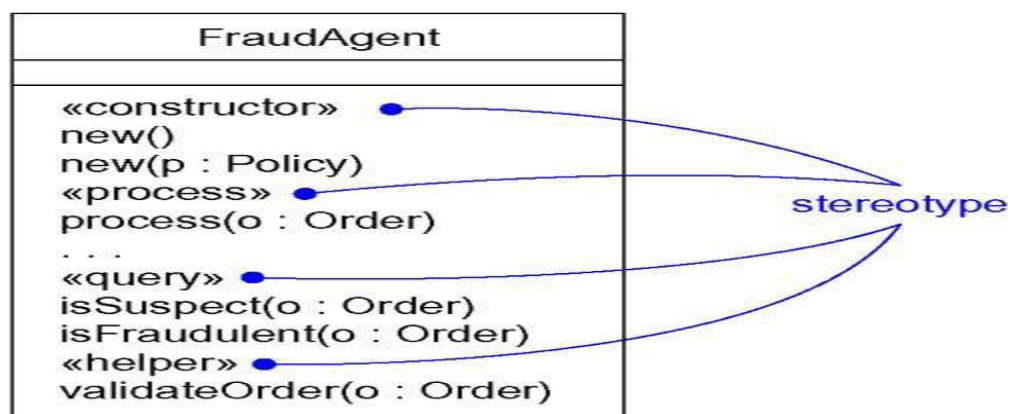 FraudAgent
«constructor»
new()
new(p : Policy)
«process»
process(o : Order)
. . .
«query»
isSuspect(o : Order)
isFraudulent(o : Order)
«helper»
validateOrder(o : Order)
stereotype